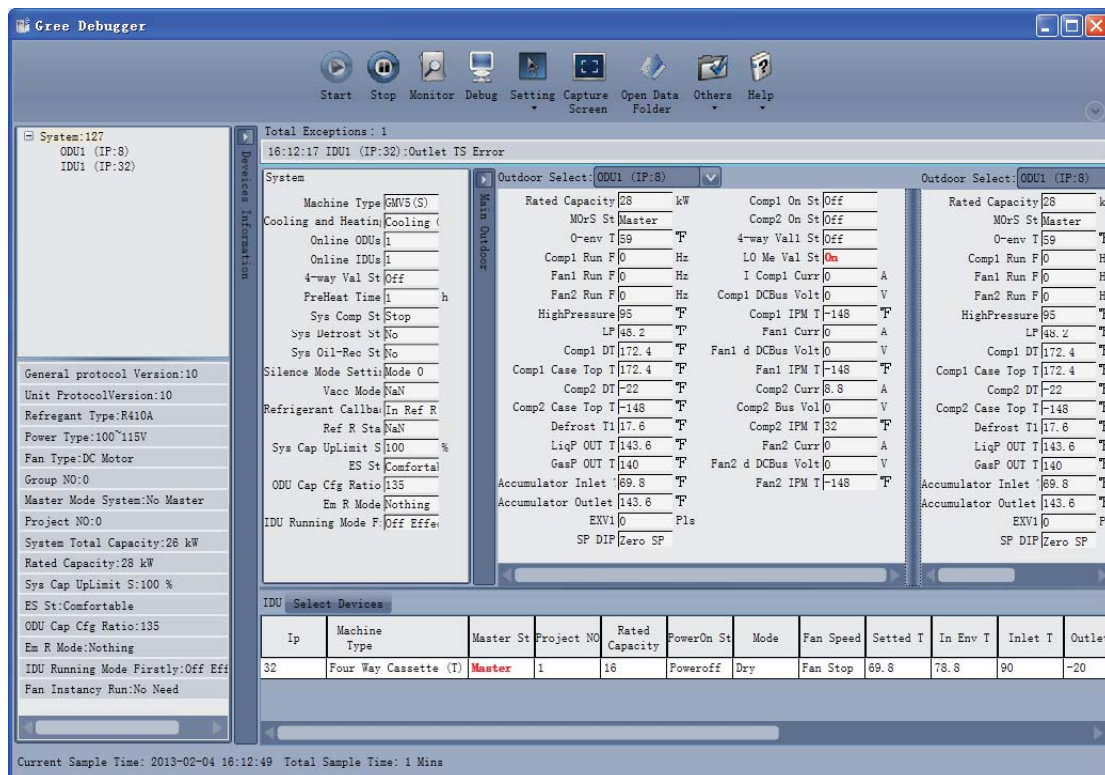 Gree Debugger
Start Stop Monitor Debug Setting Capture Screen Open Data Folder Others Help
System:127
ODU1 (IP:8)
IDU1 (IP:32)
General protocol Version:10
Unit ProtocolVersion:10
Refregant Type:R410A
Power Type:100~115V
Fan Type:DC Motor
Group NO:0
Master Mode System:No Master
Project NO:0
System Total Capacity:26 kW
Rated Capacity:28 kW
Sys Cap UpLimit S:100 %
ES St:Comfortable
ODU Cap Cfg Ratio:135
Em R Mode:Nothing
IDU Running Mode Firstly:Off Eff
Fan Instancy Run:No Need
Deveices Information
Total Exceptions: 1
16:12:17 IDU1 (IP:32):Outlet TS Error
System
Machine Type GMV5(S)
Cooling and Heating Cooling
Online ODUs 1
Online IDUs 1
4-way Val St Off
PreHeat Time 1 h
Sys Comp St Stop
Sys Defrost St No
Sys Oil-Rec St No
Silence Mode Setti Mode 0
Vacc Mode NaN
Refrigerant Callba In Ref R
Ref R Sta NaN
Sys Cap UpLimit S 100 %
ES St Comfortal
ODU Cap Cfg Ratio 135
Em R Mode Nothing
IDU Running Mode F: Off Effe
Main Outdoor
Outdoor Select: ODU1 (IP:8)
Rated Capacity 28 kW
MOrS St Master
O-env T 59 ℉
Comp1 Run F 0 Hz
Fan1 Run F 0 Hz
Fan2 Run F 0 Hz
HighPressure 95 ℉
LP 48.2 ℉
Comp1 DT 172.4 ℉
Comp1 Case Top T 172.4 ℉
Comp2 DT -22 ℉
Comp2 Case Top T -148 ℉
Defrost T1 17.6 ℉
LiqP OUT T 143.6 ℉
GasP OUT T 140 ℉
Accumulator Inlet 69.8 ℉
Accumulator Outlet 143.6 ℉
EXV1 0 Pls
SP DIP Zero SP
Comp1 On St Off
Comp2 On St Off
4-way Val1 St Off
LO Me Val St On
I Comp1 Curr 0 A
Comp1 DCBus Volt 0 V
Comp1 IPM T -148 ℉
Fan1 Curr 0 A
Fan1 d DCBus Volt 0 V
Fan1 IPM T -148 ℉
Comp2 Curr 8.8 A
Comp2 Bus Vol 0 V
Comp2 IPM T 32 ℉
Fan2 Curr 0 A
Fan2 d DCBus Volt 0 V
Fan2 IPM T -148 ℉
Outdoor Select: ODU1 (IP:8)
Rated Capacity 28 k
MOrS St Master
O-env T 59
Comp1 Run F 0 H
Fan1 Run F 0 H
Fan2 Run F 0 H
HighPressure 95
LP 48.2
Comp1 DT 172.4
Comp1 Case Top T 172.4
Comp2 DT -22
Comp2 Case Top T -148
Defrost T1 17.6
LiqP OUT T 143.6
GasP OUT T 140
Accumulator Inlet 69.8
Accumulator Outlet 143.6
EXV1 0 P
SP DIP Zero SP
IDU Select Devices
Ip Machine Type Master St Project NO Rated Capacity PowerOn St Mode Fan Speed Setted T In Env T Inlet T Outle
32 Four Way Cassette (T) Master 1 16 Poweroff Dry Fan Stop 69.8 78.8 90 -20
Current Sample Time: 2013-02-04 16:12:49 Total Sample Time: 1 Mins